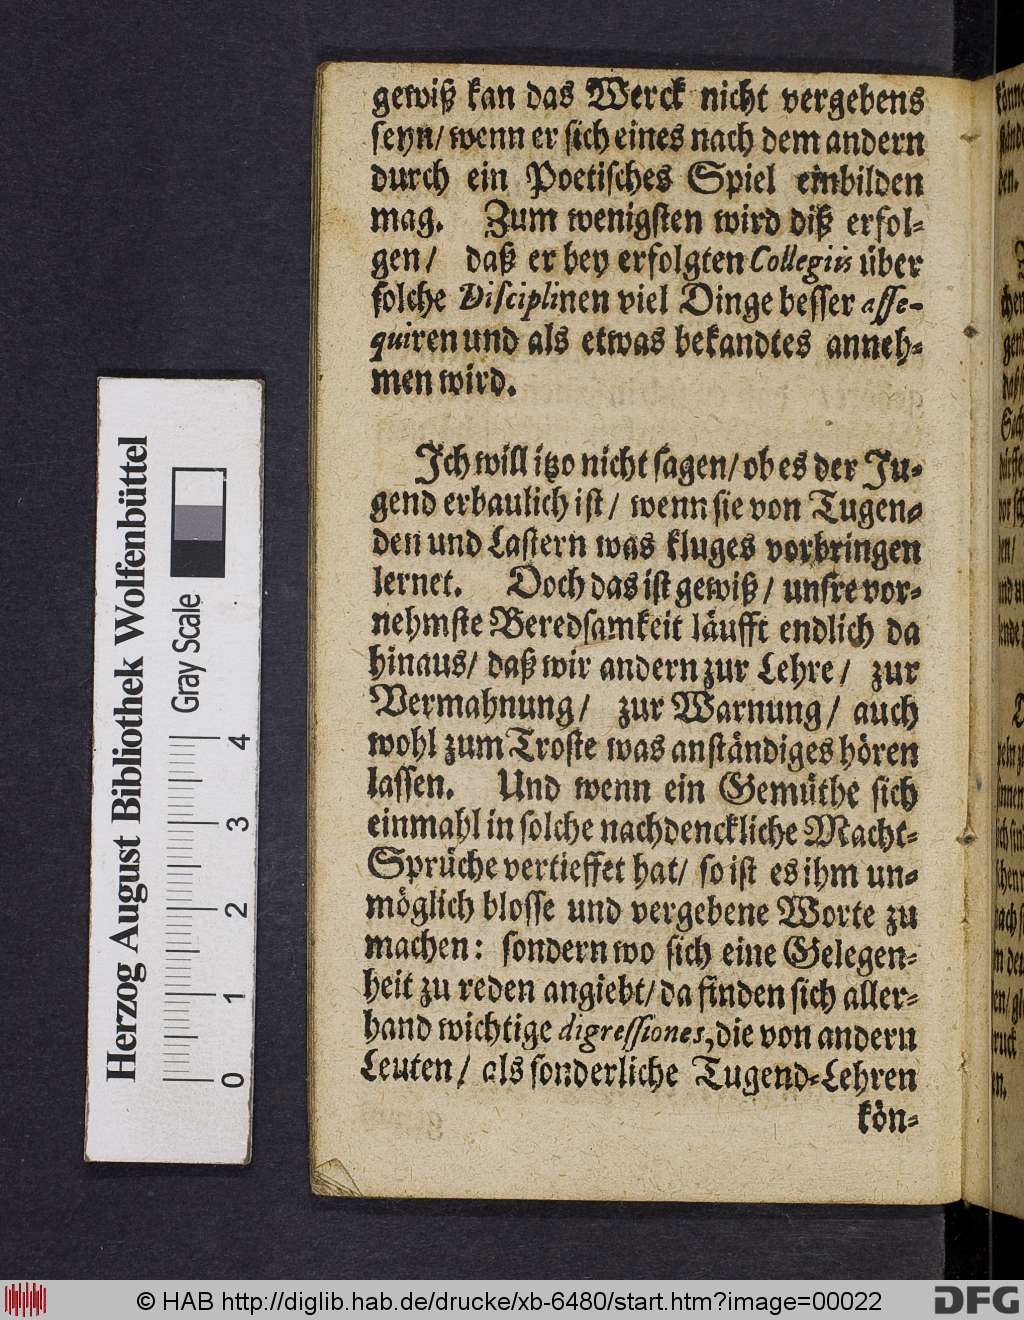 gewiß kan das Werck nicht vergebens
seyn/ wenn er sich eines nach dem andern
durch ein Poetisches Spiel einbilden
mag. Zum wenigsten wird diß erfol-
gen/ daß er bey erfolgten Collegiis über
solche Disciplinen viel Dinge besser asse-
quiren und als etwas bekandtes anneh-
men wird.
Ich will itzo nicht sagen/ ob es der Ju-
gend erbaulich ist/ wenn sie von Tugen-
den und Lastern was kluges vorbringen
lernet. Doch das ist gewiß/ unsre vor-
nehmste Beredsamkeit läufft endlich da
hinaus/ daß wir andern zur Lehre/ zur
Vermahnung/ zur Warnung/ auch
wohl zum Troste was anständiges hören
lassen. Und wenn ein Gemüthe sich
einmahl in solche nachdenckliche Macht-
Sprüche vertieffet hat/ so ist es ihm un-
möglich blosse und vergebene Worte zu
machen: sondern wo sich eine Gelegen-
heit zu reden angiebt/ da finden sich aller-
hand wichtige digressiones, die von andern
Leuten/ als sonderliche Tugend-Lehren
kön-
Herzog August Bibliothek Wolfenbüttel
Gray Scale
0 1 2 3 4
© HAB http://diglib.hab.de/drucke/xb-6480/start.htm?image=00022
DFG